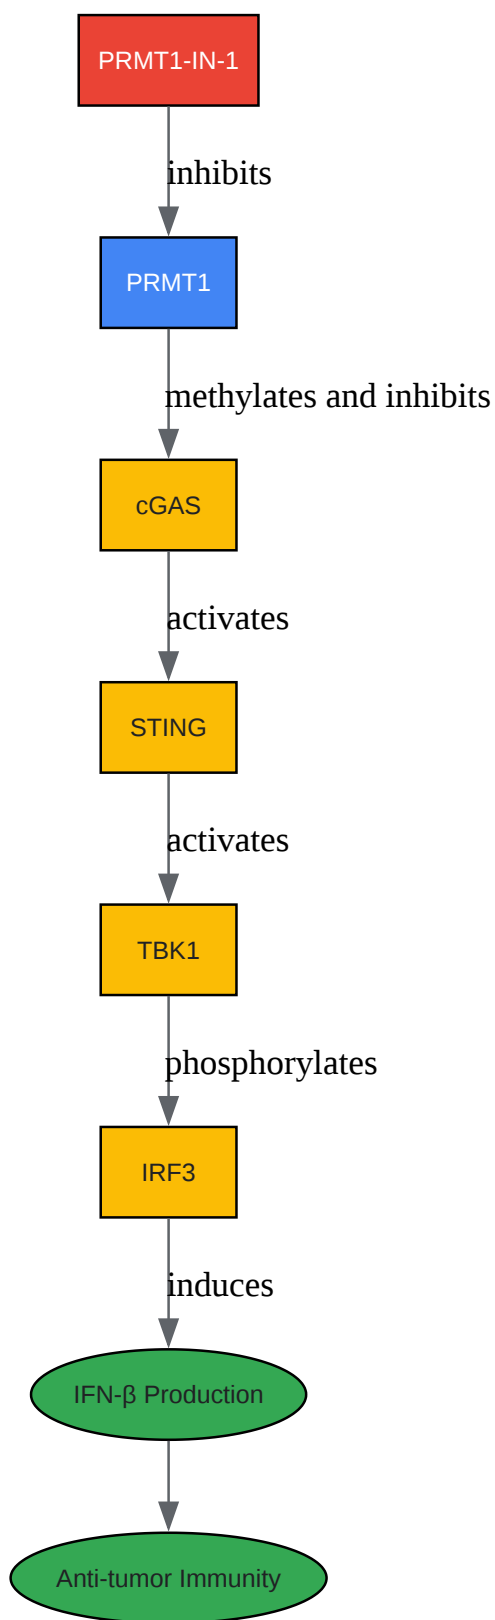 PRMT1-IN-1
inhibits
PRMT1
methylates and inhibits
cGAS
activates
STING
activates
TBK1
phosphorylates
IRF3
induces
IFN-β Production
Anti-tumor Immunity